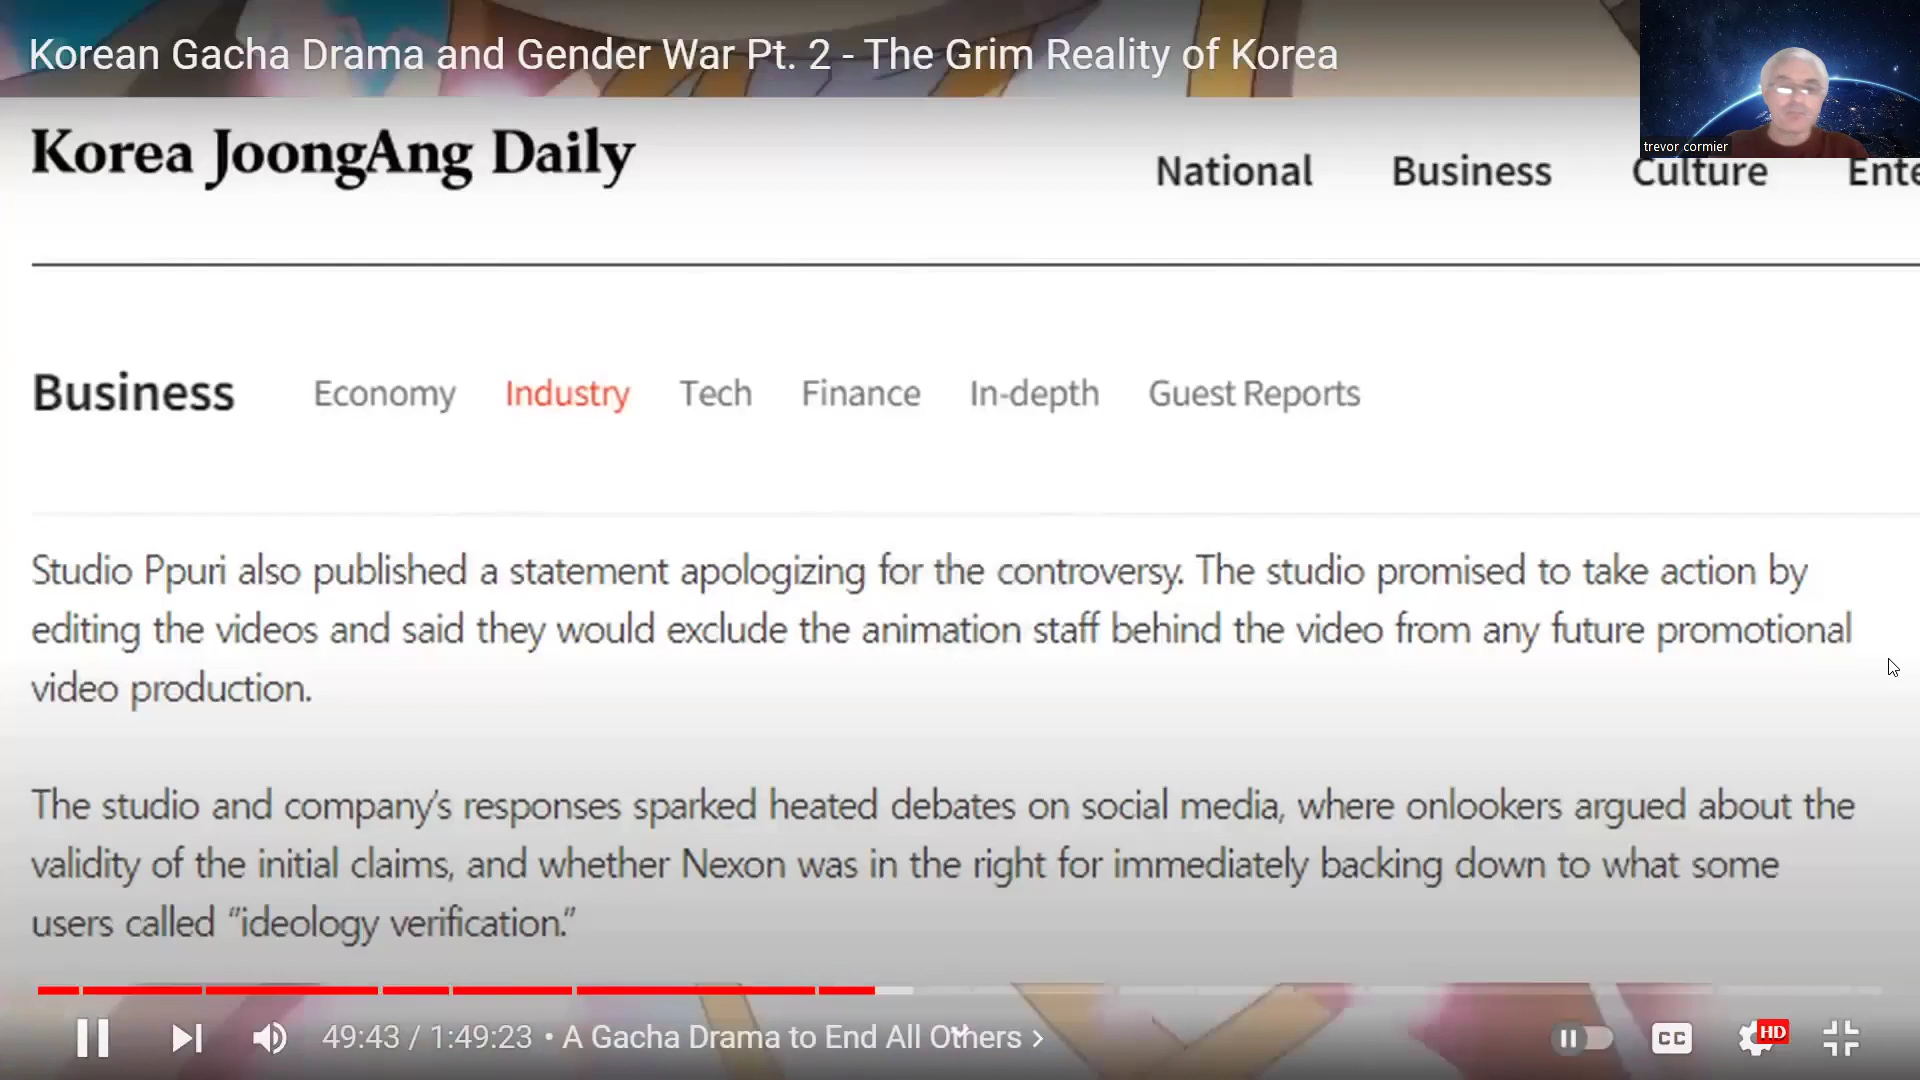 Korean Gacha Drama and Gender War Pt. 2 - The Grim Reality of Korea
trevor cormier
Korea JoongAng Daily
National Business Culture Ente
Business Economy Industry Tech Finance In-depth Guest Reports
Studio Ppuri also published a statement apologizing for the controversy. The studio promised to take action by
editing the videos and said they would exclude the animation staff behind the video from any future promotional
video production.
The studio and company's responses sparked heated debates on social media, where onlookers argued about the
validity of the initial claims, and whether Nexon was in the right for immediately backing down to what some
users called "ideology verification."
49:43 / 1:49:23 • A Gacha Drama to End All Others >
CC
HD